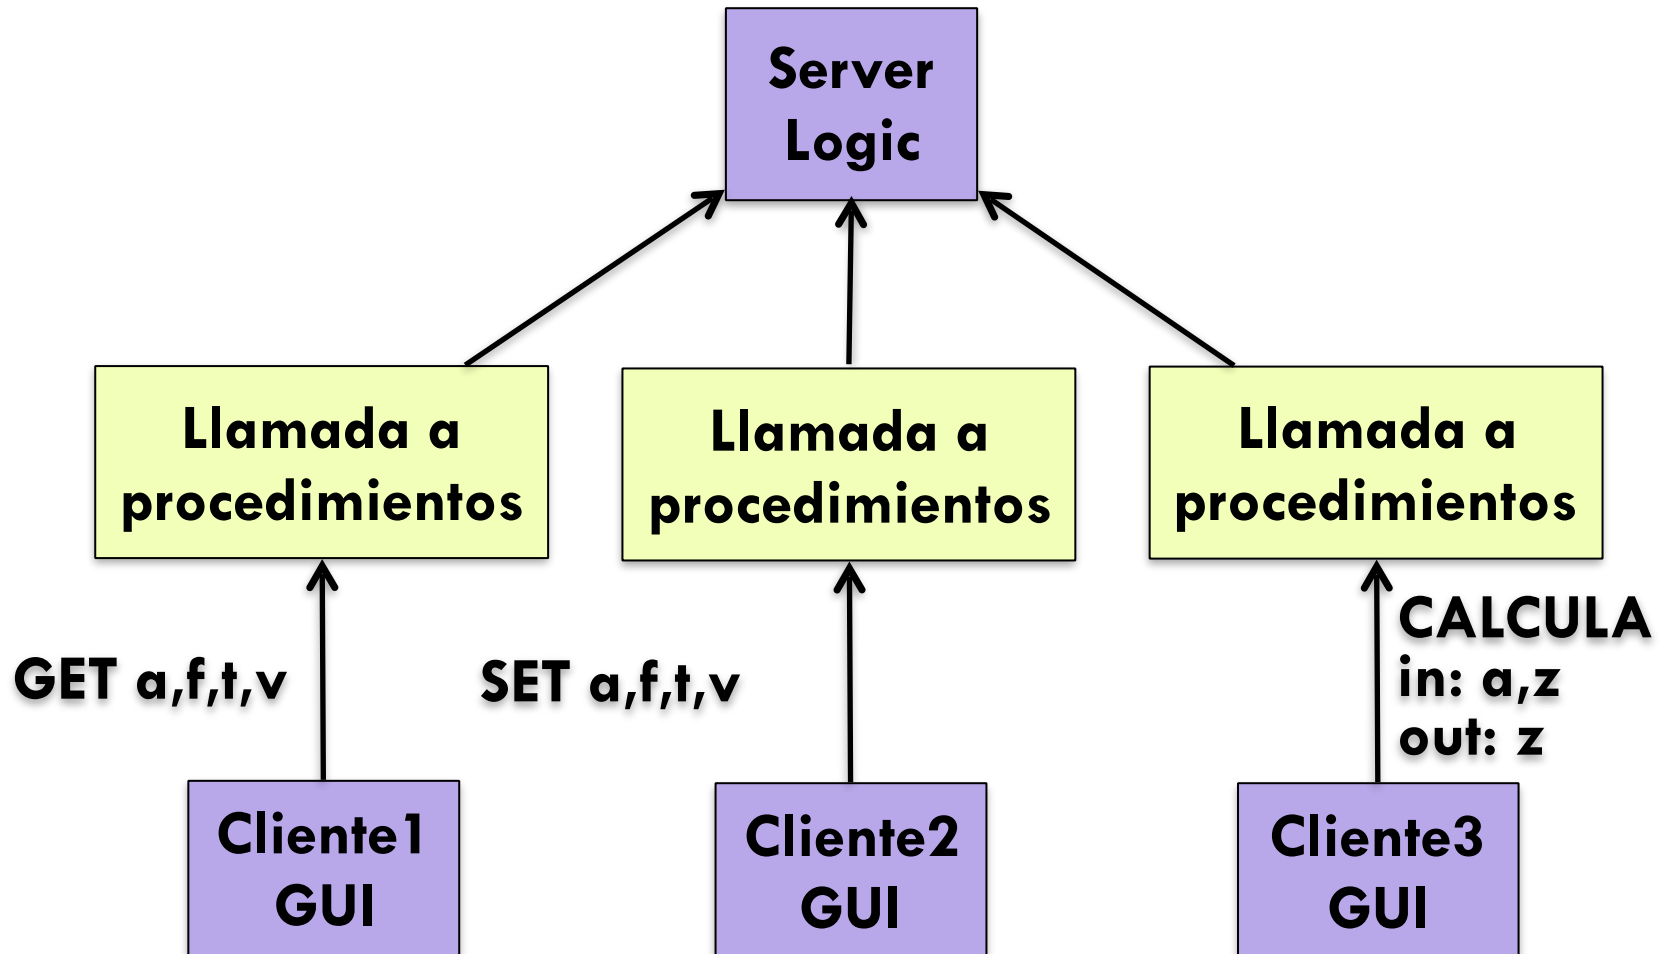 Server
Logic
Llamada a
procedimientos
Llamada a
procedimientos
Llamada a
procedimientos
GET a,f,t,v
SET a,f,t,v
CALCULA
in: a,z
out: z
Cliente1
GUI
Cliente2
GUI
Cliente3
GUI